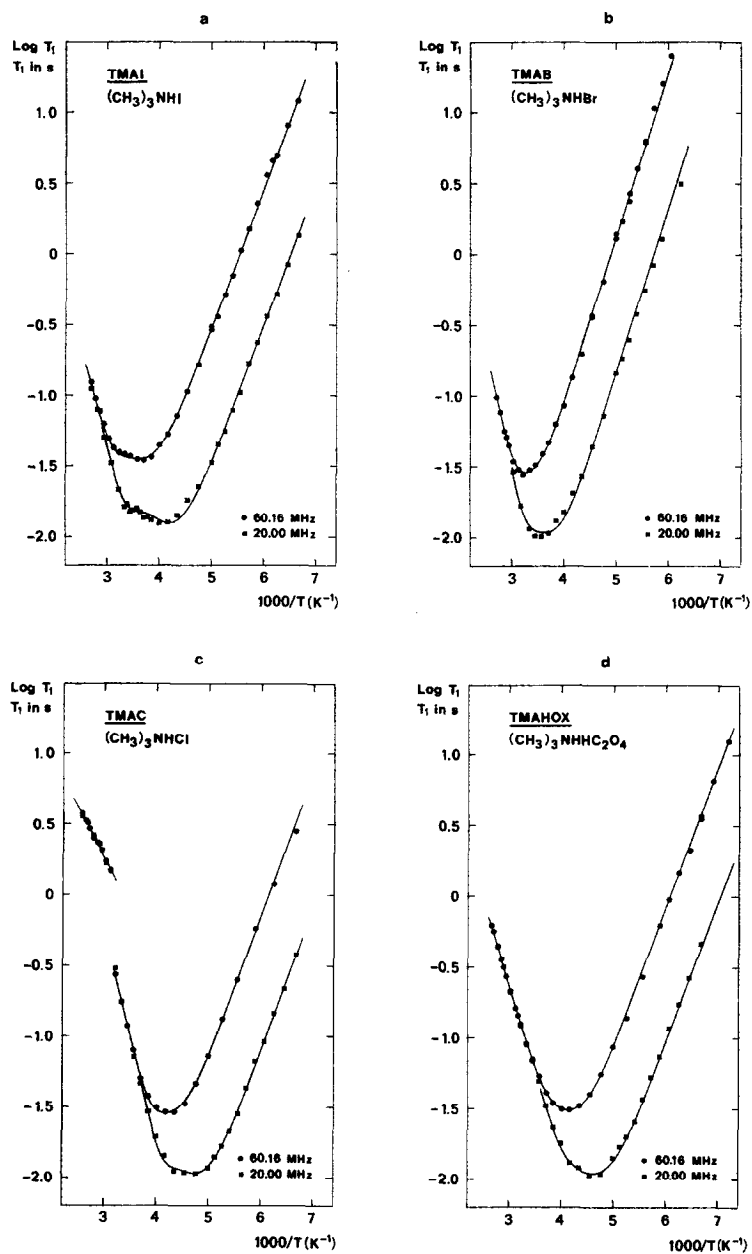 a
Log T₁
T₁ in s
TMAI
(CH₃)₃NHI
1.0
0.5
0
-0.5
-1.0
-1.5
-2.0
● 60.16 MHz
■ 20.00 MHz
3 4 5 6 7
1000/T(K⁻¹)
b
Log T₁
T₁ in s
TMAB
(CH₃)₃NHBr
1.0
0.5
0
-0.5
-1.0
-1.5
-2.0
● 60.16 MHz
■ 20.00 MHz
3 4 5 6 7
1000/T(K⁻¹)
c
Log T₁
T₁ in s
TMAC
(CH₃)₃NHCl
1.0
0.5
0
-0.5
-1.0
-1.5
-2.0
● 60.16 MHz
■ 20.00 MHz
3 4 5 6 7
1000/T(K⁻¹)
d
Log T₁
T₁ in s
TMAHOX
(CH₃)₃NHHC₂O₄
1.0
0.5
0
-0.5
-1.0
-1.5
-2.0
● 60.16 MHz
■ 20.00 MHz
3 4 5 6 7
1000/T(K⁻¹)